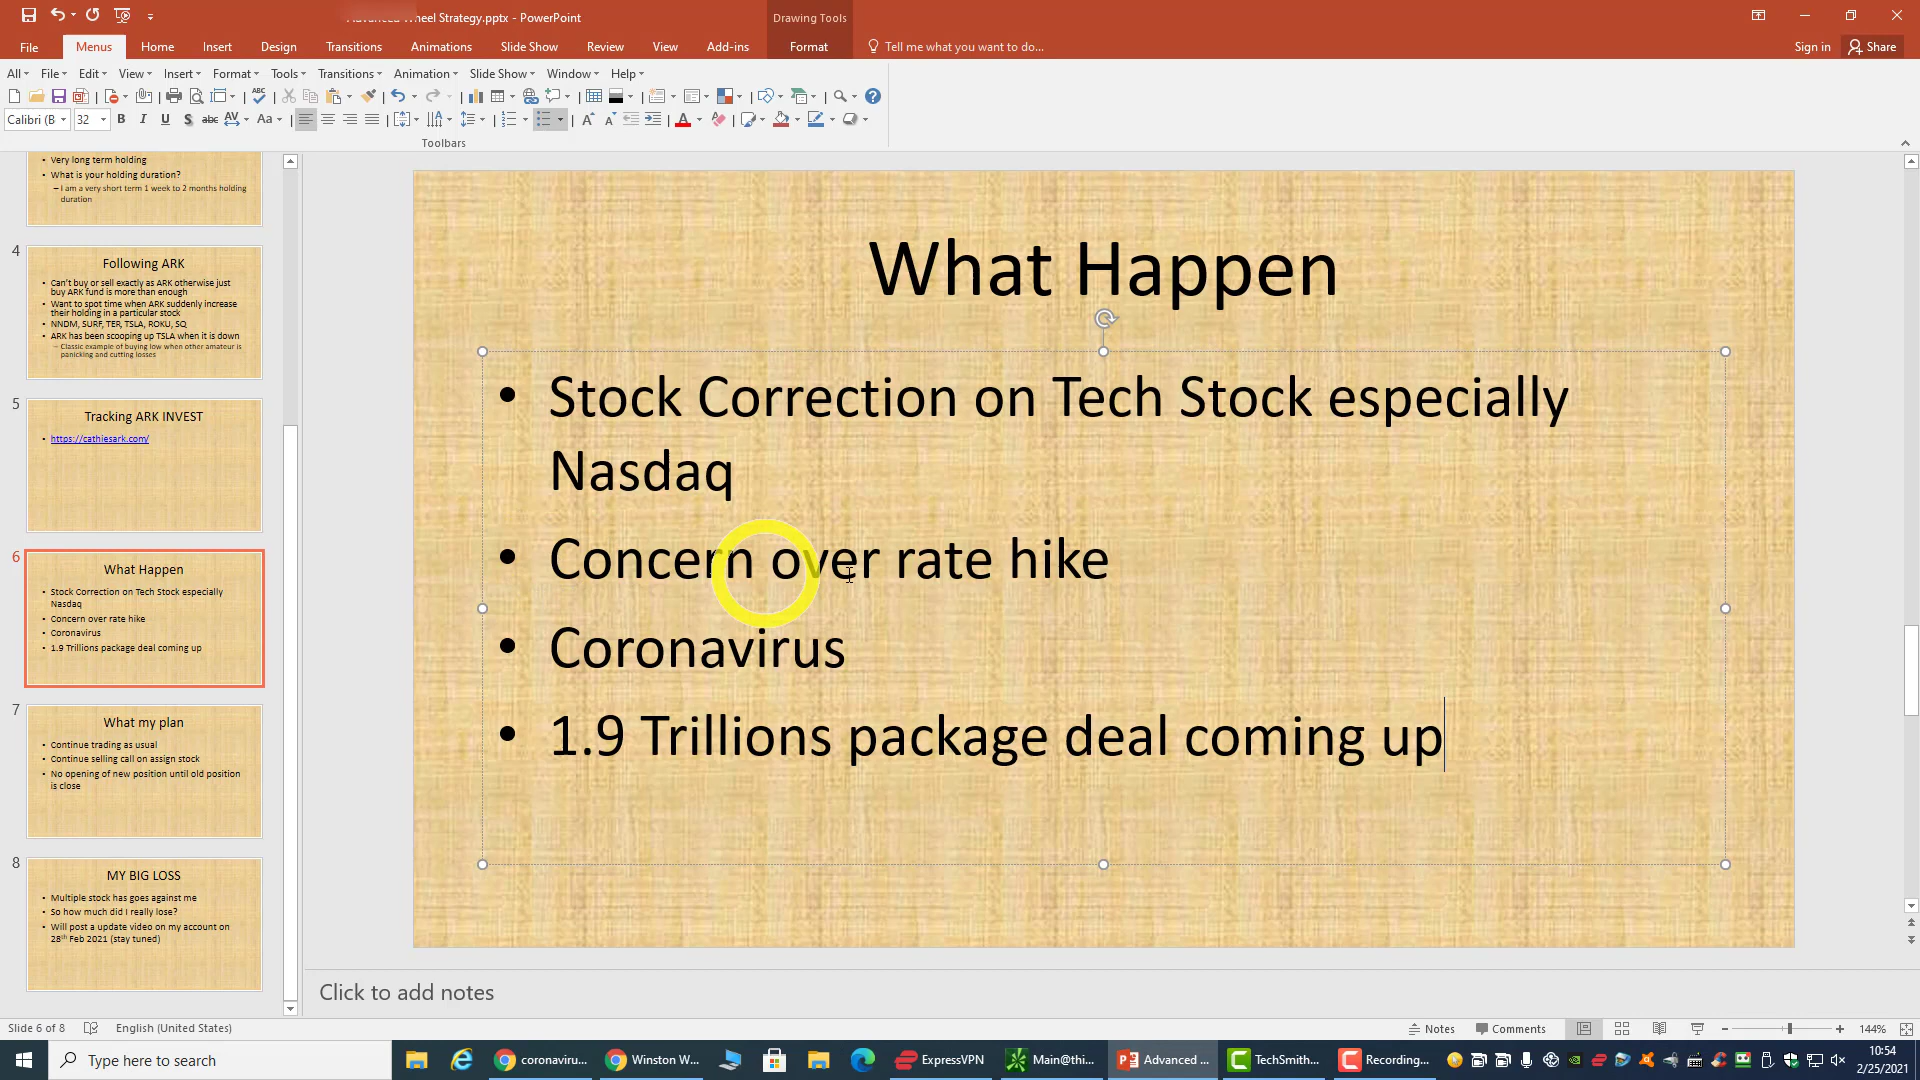 Advanced Wheel Strategy.pptx - PowerPoint
Drawing Tools
File
Menus
Home
Insert
Design
Transitions
Animations
Slide Show
Review
View
Add-ins
Format
Tell me what you want to do...
Sign in
Share
All
File
Edit
View
Insert
Format
Tools
Transitions
Animation
Slide Show
Window
Help
Calibri (B
32
Toolbars
• Very long term holding
• What is your holding duration?
– I am a very short term 1 week to 2 months holding
duration
4
Following ARK
• Can't buy or sell exactly as ARK otherwise just
buy ARK fund is more than enough
• Want to spot time when ARK suddenly increase
their holding in a particular stock
• NNDM, SURF, TER, TSLA, ROKU, SQ
• ARK has been scooping up TSLA when it is down
– Classic example of buying low when other amateur is
panicking and cutting losses
5
Tracking ARK INVEST
• https://cathiesark.com/
6
What Happen
• Stock Correction on Tech Stock especially
Nasdaq
• Concern over rate hike
• Coronavirus
• 1.9 Trillions package deal coming up
7
What my plan
• Continue trading as usual
• Continue selling call on assign stock
• No opening of new position until old position
is close
8
MY BIG LOSS
• Multiple stock has goes against me
• So how much did I really lose?
• Will post a update video on my account on
28th Feb 2021 (stay tuned)
What Happen
• Stock Correction on Tech Stock especially
Nasdaq
• Concern over rate hike
• Coronavirus
• 1.9 Trillions package deal coming up
Click to add notes
Slide 6 of 8
English (United States)
Notes
Comments
144%
Type here to search
coronaviru...
Winston W...
ExpressVPN
Main@thi...
Advanced ...
TechSmith...
Recording...
10:54
2/25/2021